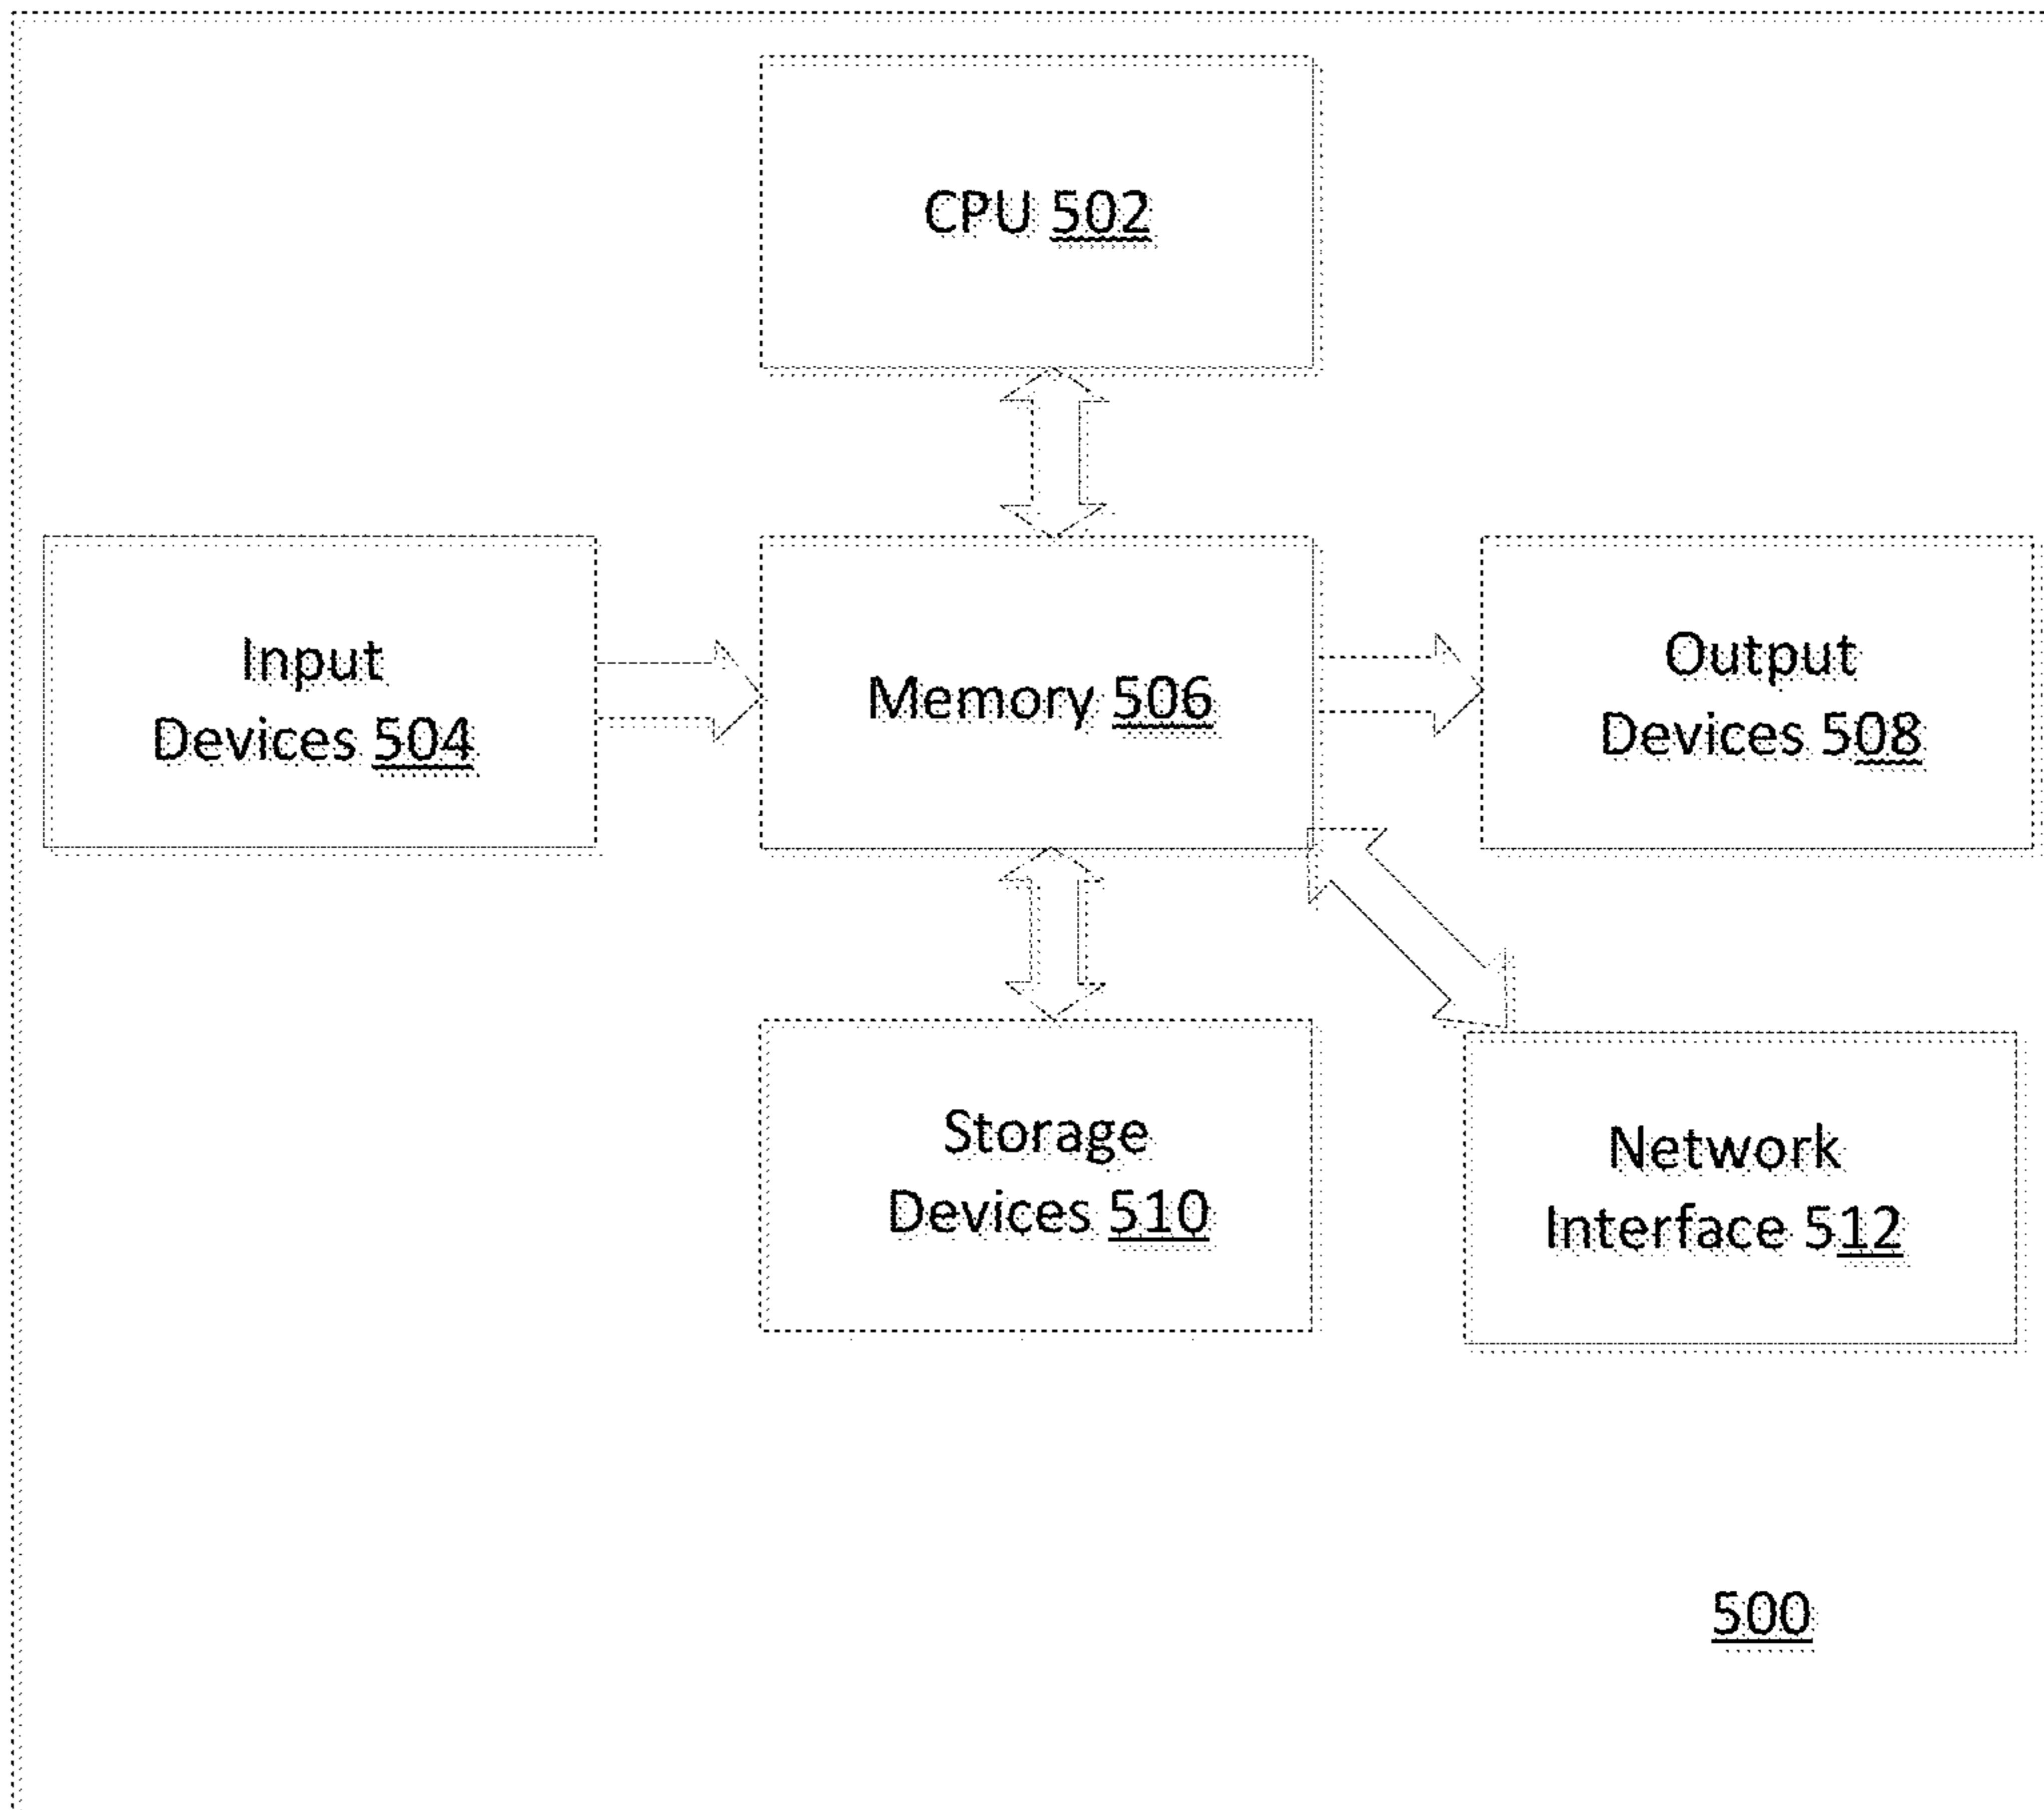 CPU 502
Input
Devices 504
Memory 506
Output
Devices 508
Storage
Devices 510
Network
Interface 512
500